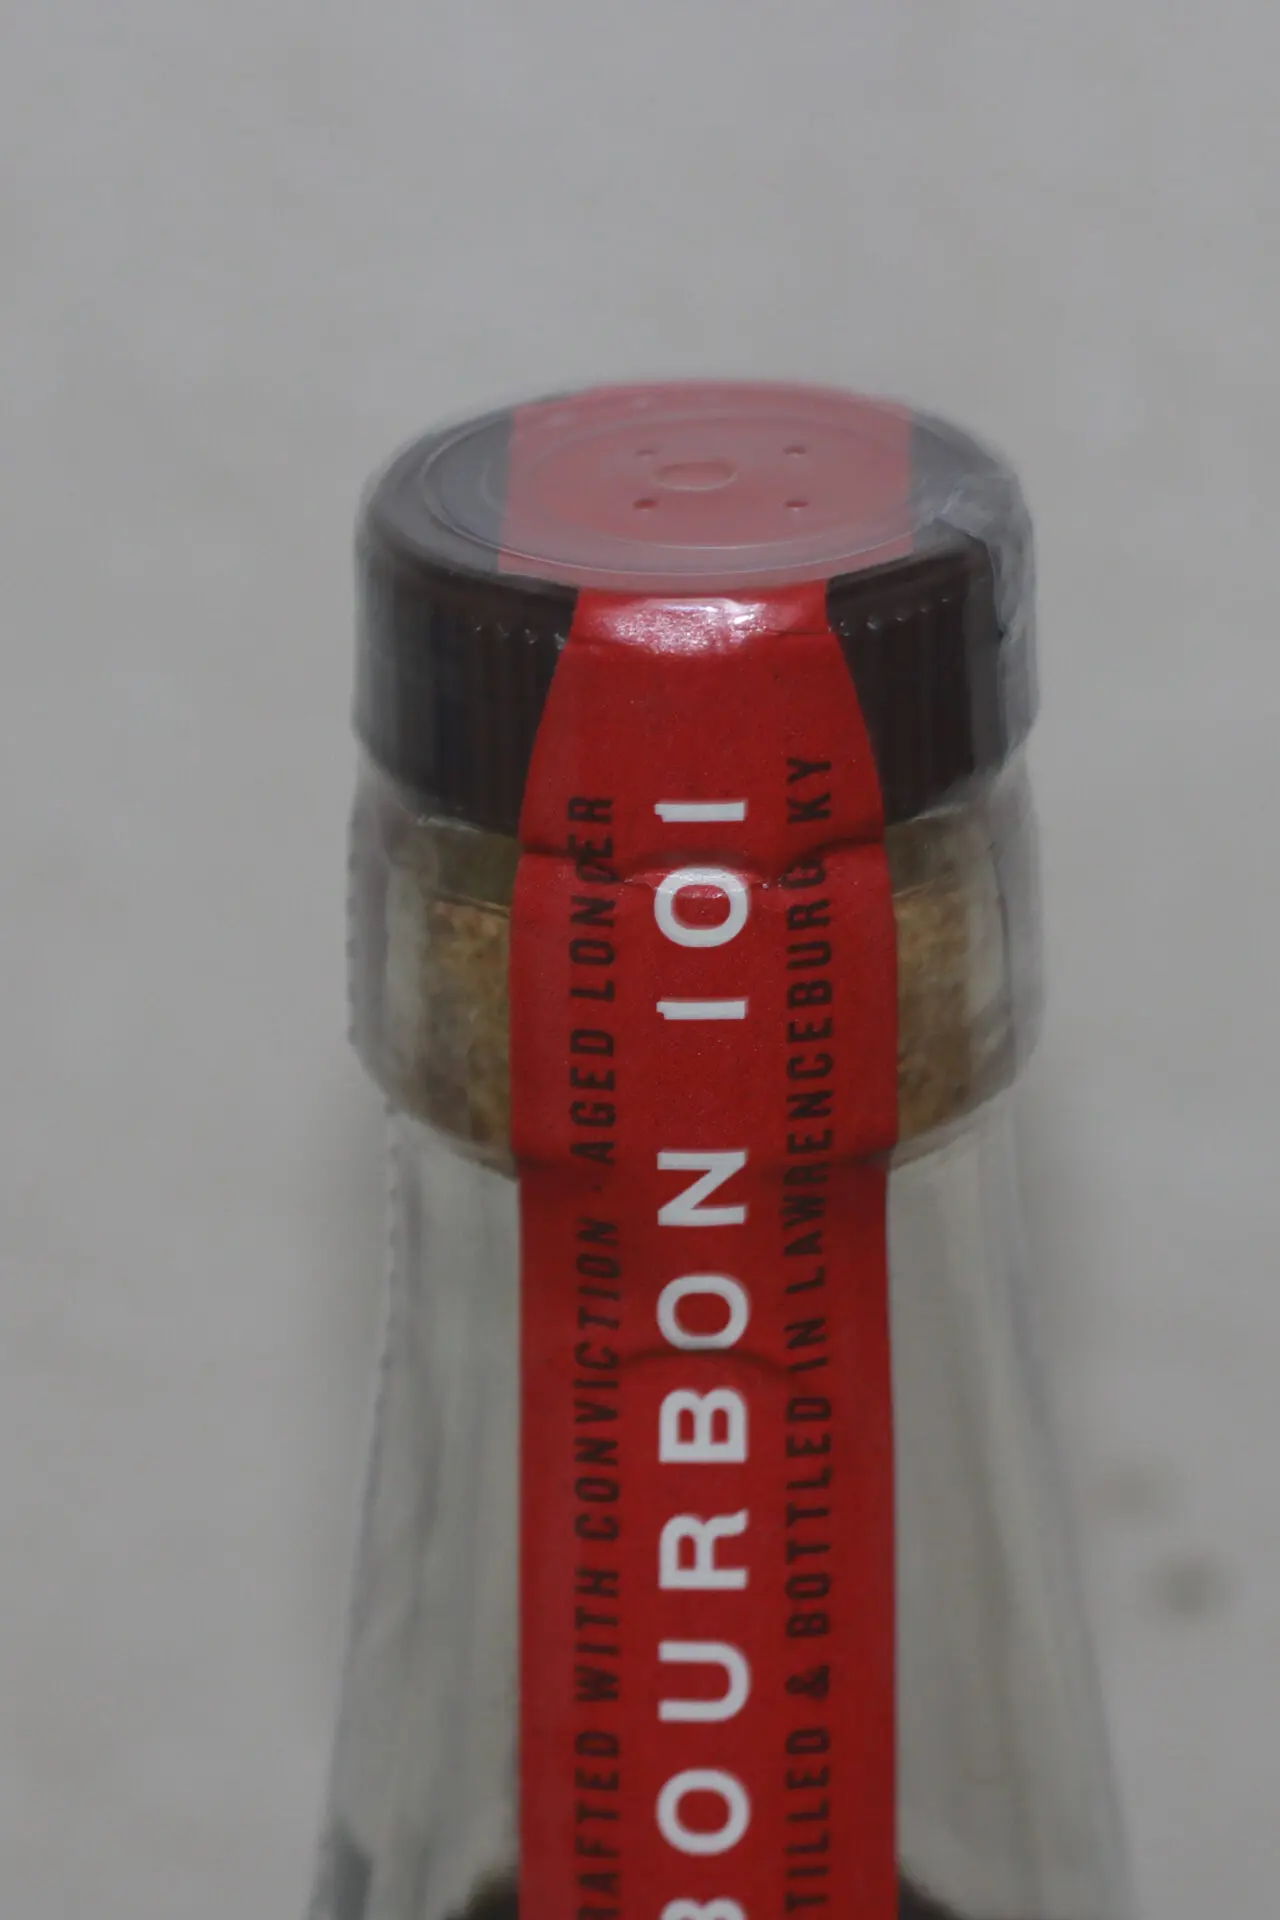 RAFTED WITH CONVICTION · AGED LONGER
BOURBON 101
TILLED & BOTTLED IN LAWRENCEBURG, KY